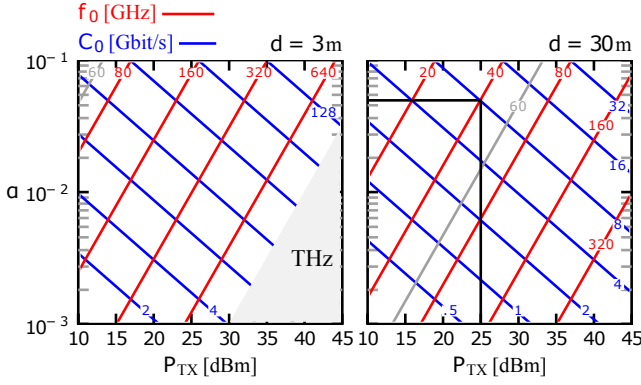 f₀ [GHz]
C₀ [Gbit/s]
d = 3m
d = 30m
α
10⁻¹
10⁻²
10⁻³
60 80 160 320 640
128
THz
2 4
10 15 20 25 30 35 40 45
P_TX [dBm]
20 40 60 80
32
160
16
8
320
4
.5 1 2
10 15 20 25 30 35 40 45
P_TX [dBm]